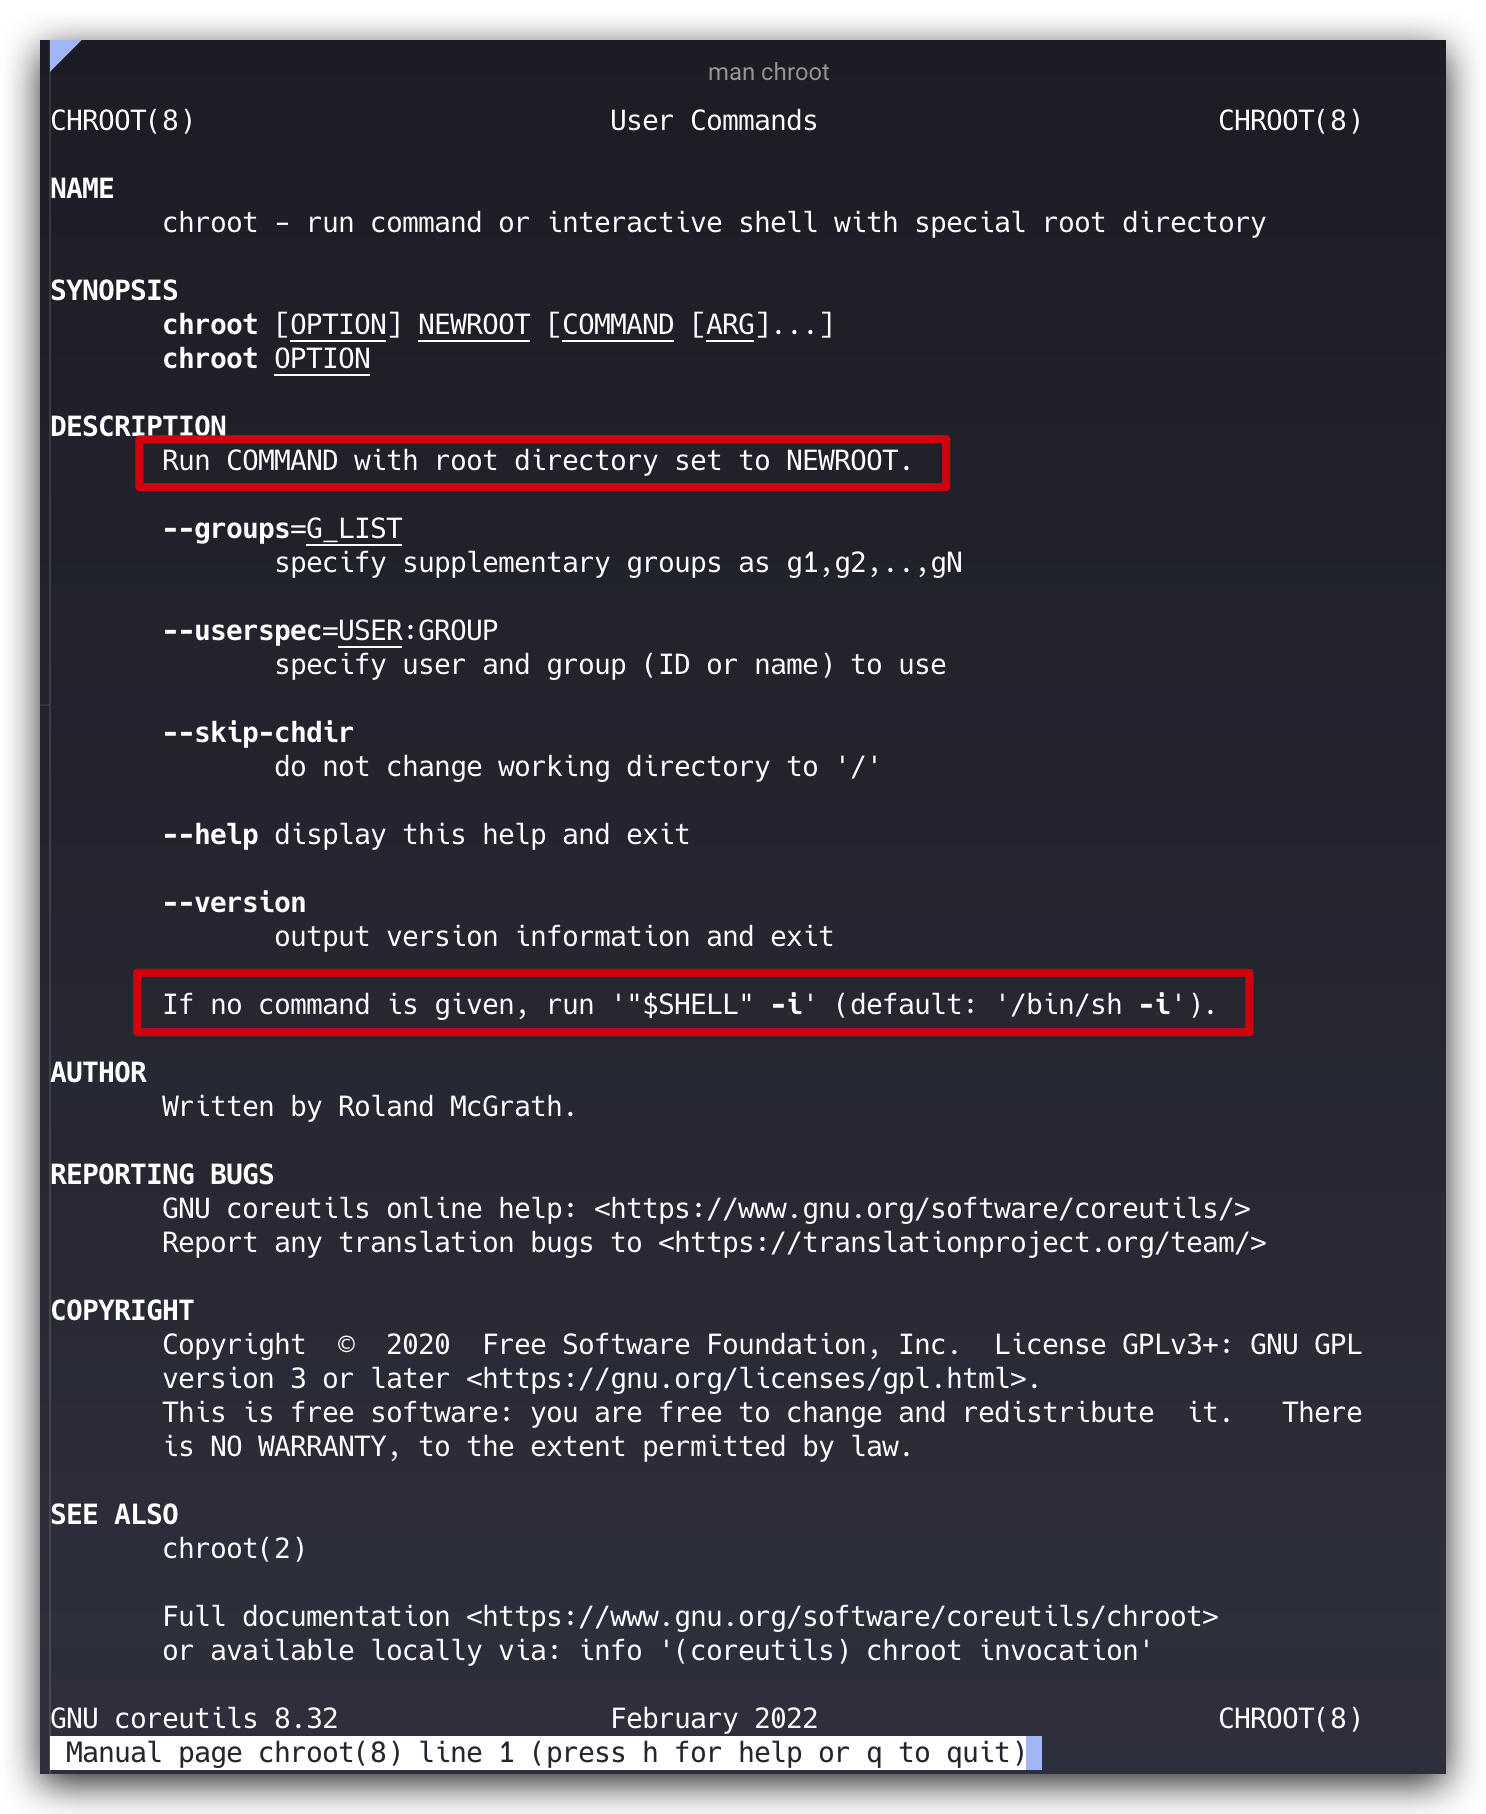 man chroot
CHROOT(8) User Commands CHROOT(8)
NAME
chroot - run command or interactive shell with special root directory
SYNOPSIS
chroot [OPTION] NEWROOT [COMMAND [ARG]...]
chroot OPTION
DESCRIPTION
Run COMMAND with root directory set to NEWROOT.
--groups=G_LIST
specify supplementary groups as g1,g2,..,gN
--userspec=USER:GROUP
specify user and group (ID or name) to use
--skip-chdir
do not change working directory to '/'
--help display this help and exit
--version
output version information and exit
If no command is given, run '"$SHELL" -i' (default: '/bin/sh -i').
AUTHOR
Written by Roland McGrath.
REPORTING BUGS
GNU coreutils online help: <https://www.gnu.org/software/coreutils/>
Report any translation bugs to <https://translationproject.org/team/>
COPYRIGHT
Copyright © 2020 Free Software Foundation, Inc. License GPLv3+: GNU GPL
version 3 or later <https://gnu.org/licenses/gpl.html>.
This is free software: you are free to change and redistribute it. There
is NO WARRANTY, to the extent permitted by law.
SEE ALSO
chroot(2)
Full documentation <https://www.gnu.org/software/coreutils/chroot>
or available locally via: info '(coreutils) chroot invocation'
GNU coreutils 8.32 February 2022 CHROOT(8)
Manual page chroot(8) line 1 (press h for help or q to quit)